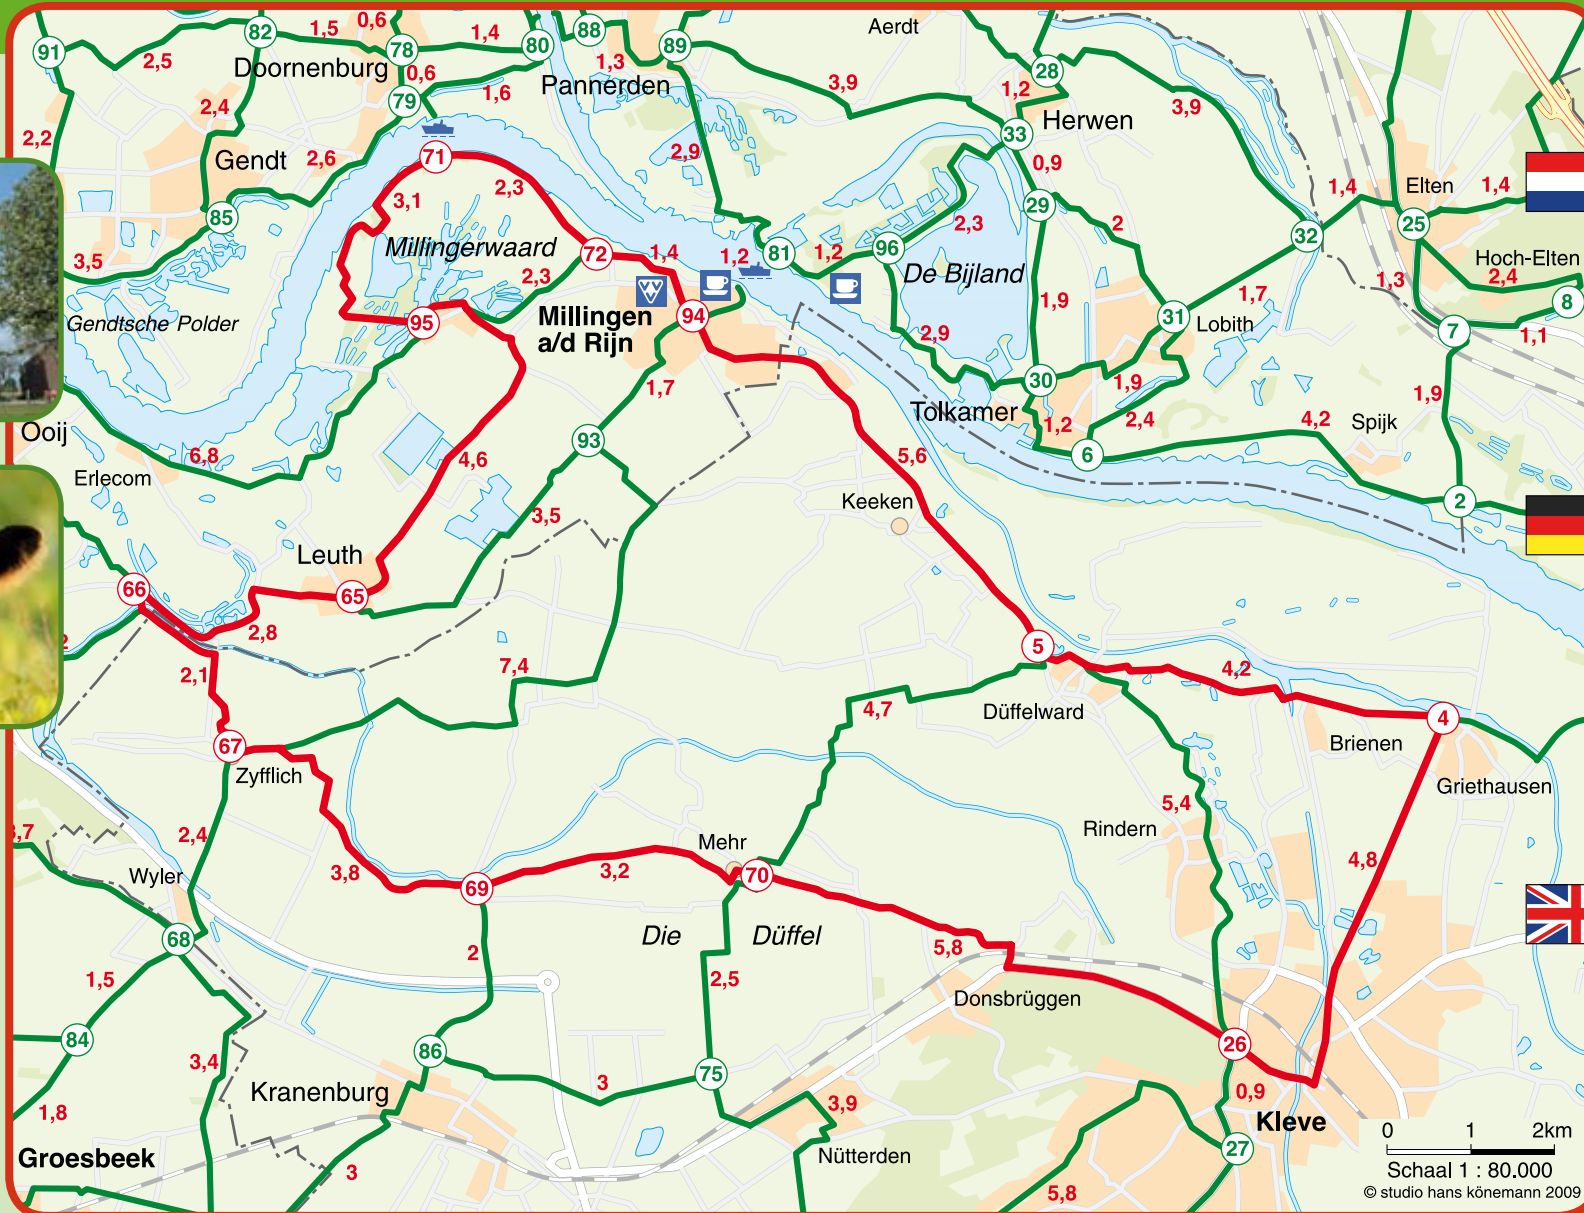 91
2,5
82
1,5
0,6
78
1,4
80
88
1,3
89
Aerdt
28
Doornenburg
0,6
79
1,6
Pannerden
3,9
1,2
3,9
2,4
33
Herwen
2,2
Gendt
2,6
71
2,9
0,9
3,1
2,3
1,4
Elten
1,4
85
29
2
25
32
Millingerwaard
72
1,4
1,2
81
1,2
96
2,3
3,5
2,3
De Bijland
Hoch-Elten
1,3
2,4
1,7
8
Gendtsche Polder
95
Millingen
a/d Rijn
94
1,9
31
Lobith
7
1,1
2,9
1,7
30
1,9
1,9
Ooij
93
Tolkamer
1,2
2,4
4,2
Spijk
6,8
4,6
5,6
6
Erlecom
Keeken
2
3,5
Leuth
66
65
2
2,8
5
2,1
7,4
4,2
4,7
Düffelward
4
67
Brienen
Zyfflich
Griethausen
3,7
2,4
Mehr
Rindern
5,4
4,8
Wyler
3,8
69
3,2
70
68
Die
Düffel
2
5,8
1,5
2,5
Donsbrüggen
84
86
26
3,4
75
Kranenburg
3
0,9
1,8
3,9
Kleve
0 1 2km
Groesbeek
Nütterden
27
3
Schaal 1 : 80.000
5,8
© studio hans könemann 2009